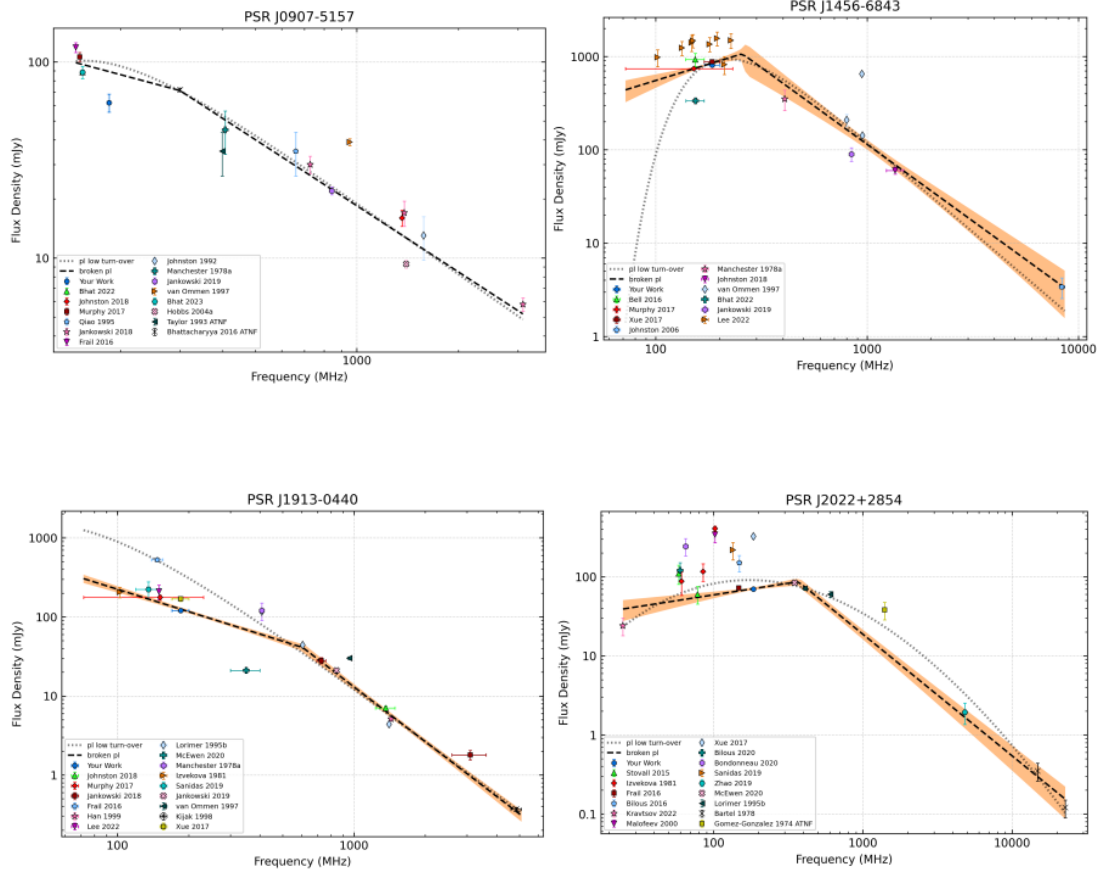 PSR J0907-5157
Flux Density (mJy)
100
10
pl low turn-over
broken pl
Your Work
Bhat 2022
Johnston 2018
Murphy 2017
Qiao 1995
Jankowski 2018
Frail 2016
Johnston 1992
Manchester 1978a
Jankowski 2019
van Ommen 1997
Bhat 2023
Hobbs 2004a
Taylor 1993 ATNF
Bhattacharyya 2016 ATNF
1000
Frequency (MHz)
PSR J1456-6843
Flux Density (mJy)
1000
100
10
1
pl low turn-over
broken pl
Your Work
Bell 2016
Murphy 2017
Xue 2017
Johnston 2006
Manchester 1978a
Johnston 2018
van Ommen 1997
Bhat 2022
Jankowski 2019
Lee 2022
100
1000
10000
Frequency (MHz)
PSR J1913-0440
Flux Density (mJy)
1000
100
10
1
pl low turn-over
broken pl
Your Work
Johnston 2018
Murphy 2017
Jankowski 2018
Frail 2016
Han 1999
Lee 2022
Lorimer 1995b
McEwen 2020
Manchester 1978a
Izvekova 1981
Sanidas 2019
Jankowski 2019
van Ommen 1997
Kijak 1998
Xue 2017
100
1000
Frequency (MHz)
PSR J2022+2854
Flux Density (mJy)
100
10
1
0.1
pl low turn-over
broken pl
Your Work
Stovall 2015
Izvekova 1981
Frail 2016
Bilous 2016
Kravtsov 2022
Malofeev 2000
Xue 2017
Bilous 2020
Bondonneau 2020
Sanidas 2019
Zhao 2019
McEwen 2020
Lorimer 1995b
Bartel 1978
Gomez-Gonzalez 1974 ATNF
100
1000
10000
Frequency (MHz)